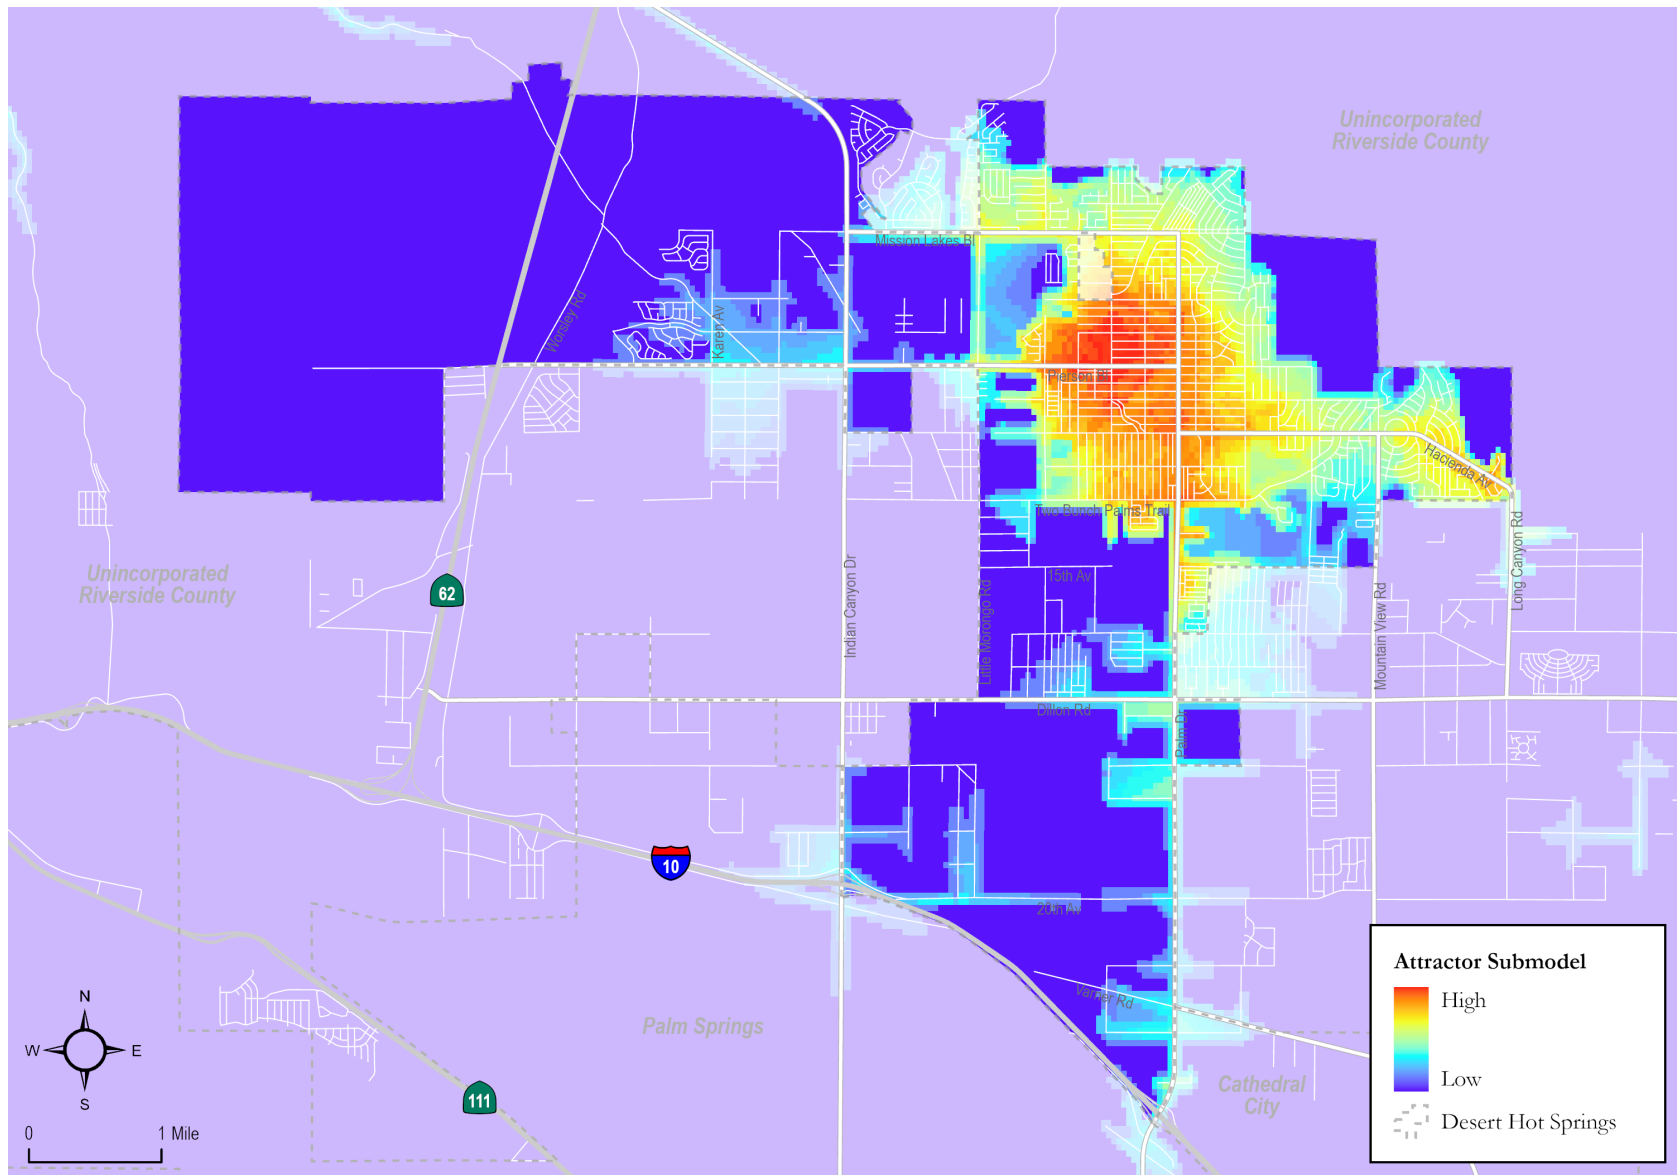 Unincorporated
Riverside County
Mission Lakes Bl
Worsley Rd
Karen Av
Pierson Bl
Hacienda Av
Two Bunch Palms Trail
Long Canyon Rd
Unincorporated
Riverside County
62
Indian Canyon Dr
15th Av
Little Morongo Rd
Mountain View Rd
Dillon Rd
Palm Dr
10
20th Av
Varner Rd
Palm Springs
Cathedral
City
111
N
W
E
S
0
1 Mile
Attractor Submodel
High
Low
Desert Hot Springs